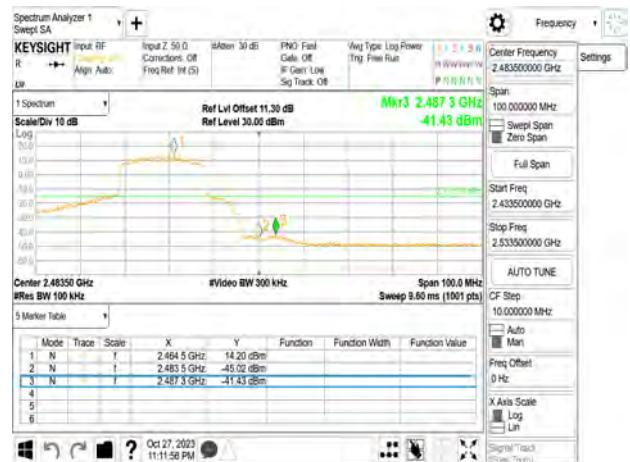 Spectrum Analyzer 1
Swept SA
Frequency
KEYSIGHT Input: RF Input Z: 50 Ω #Atten: 30 dB PNO: Fast Avg Type: Log-Power
R Corrections: Off Gate: Off Trig: Free Run
Align: Auto Freq Ref: Int (S) IF Gain: Low
Sig Track: Off
Center Frequency
2.483500000 GHz
Settings
Span
100.000000 MHz
Swept Span
Zero Span
Full Span
Start Freq
2.433500000 GHz
Stop Freq
2.533500000 GHz
AUTO TUNE
CF Step
10.000000 MHz
Auto
Man
Freq Offset
0 Hz
X Axis Scale
Log
Lin
Signal Track
1 Spectrum
Scale/Div 10 dB
Ref Lvl Offset 11.30 dB
Ref Level 30.00 dBm
Mkr3 2.487 3 GHz
-41.43 dBm
Log
1
2
3
Center 2.48350 GHz #Video BW 300 kHz Span 100.0 MHz
#Res BW 100 kHz Sweep 9.60 ms (1001 pts)
5 Marker Table
Mode Trace Scale X Y Function Function Width Function Value
1 N f 2.464 5 GHz 14.20 dBm
2 N f 2.483 5 GHz -45.02 dBm
3 N f 2.487 3 GHz -41.43 dBm
4
5
6
?
Oct 27, 2023
11:11:56 PM